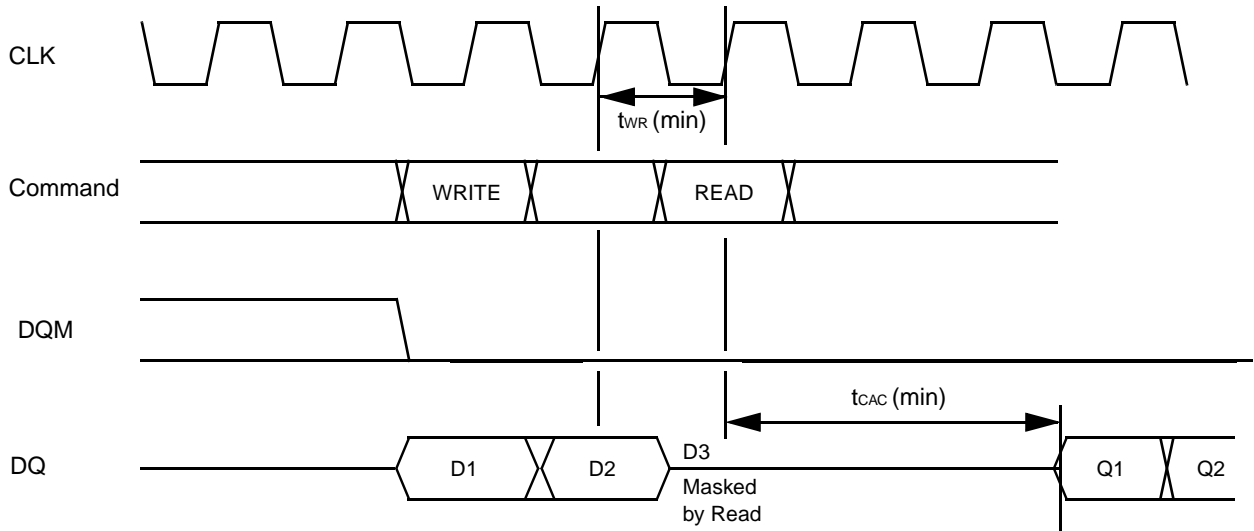 CLK
tWR (min)
Command
WRITE
READ
DQM
tCAC (min)
DQ
D1
D2
D3
Masked
by Read
Q1
Q2